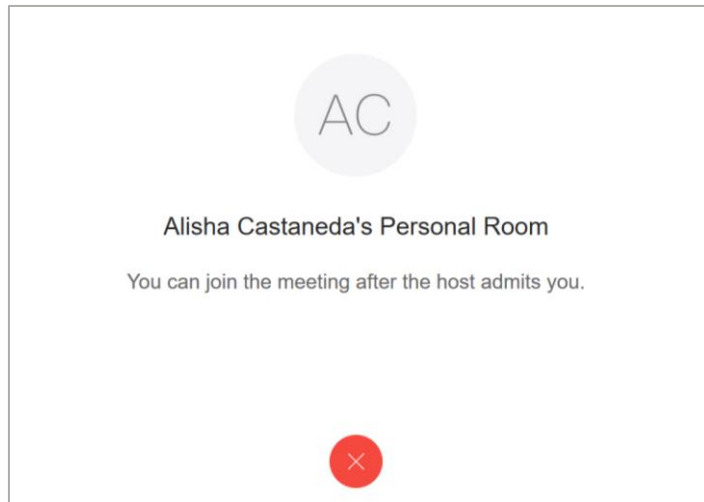 AC
Alisha Castaneda's Personal Room
You can join the meeting after the host admits you.